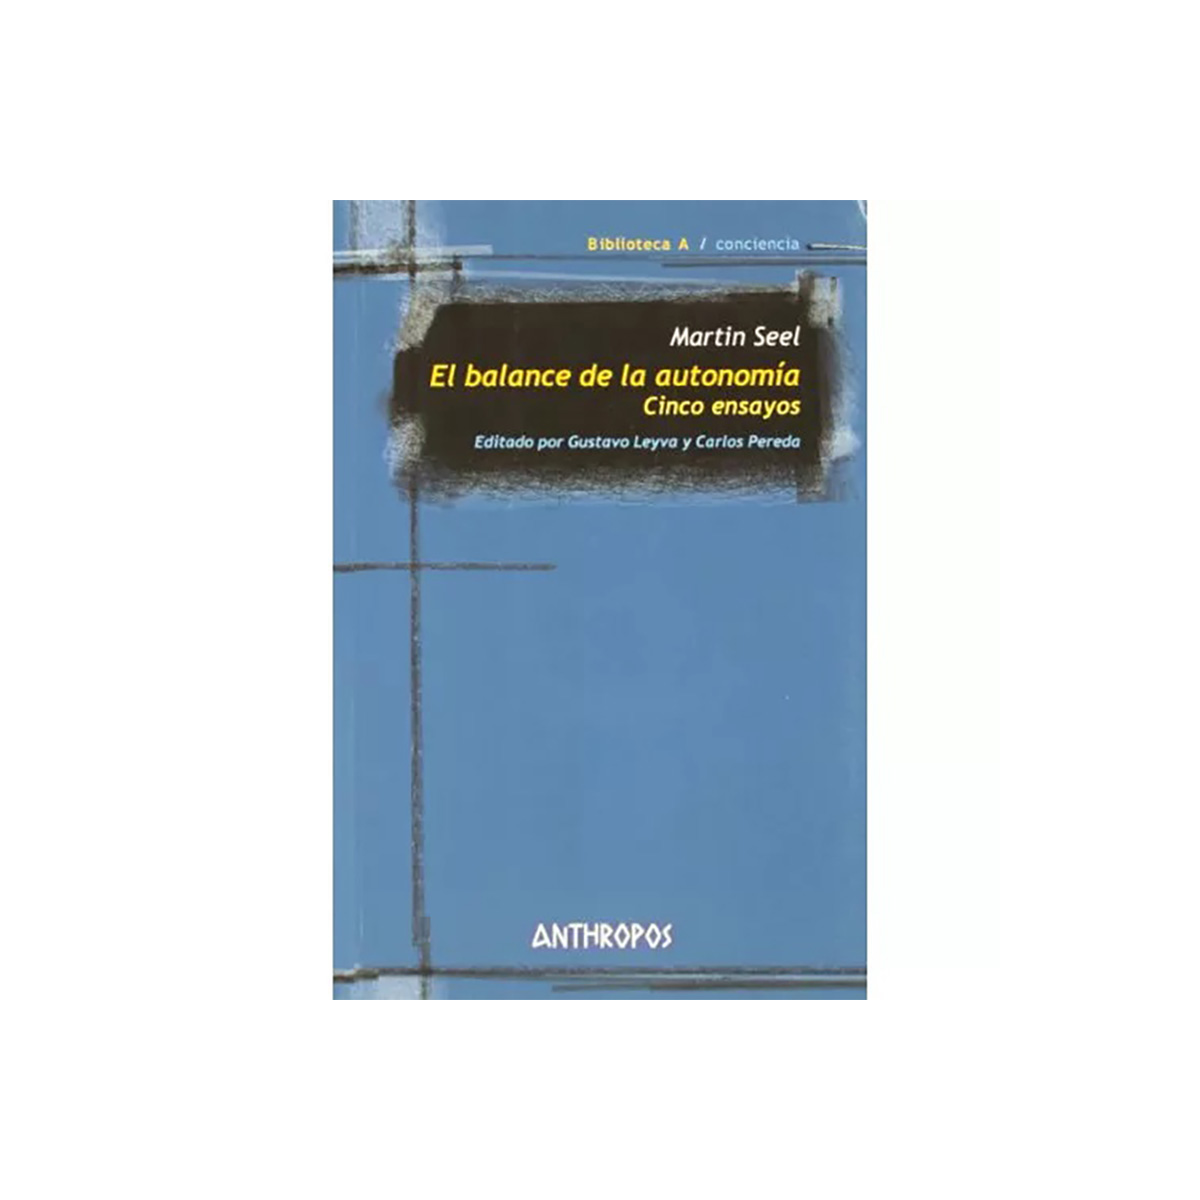 Biblioteca A / conciencia
Martin Seel
El balance de la autonomía
Cinco ensayos
Editado por Gustavo Leyva y Carlos Pereda
ANTHROPOS